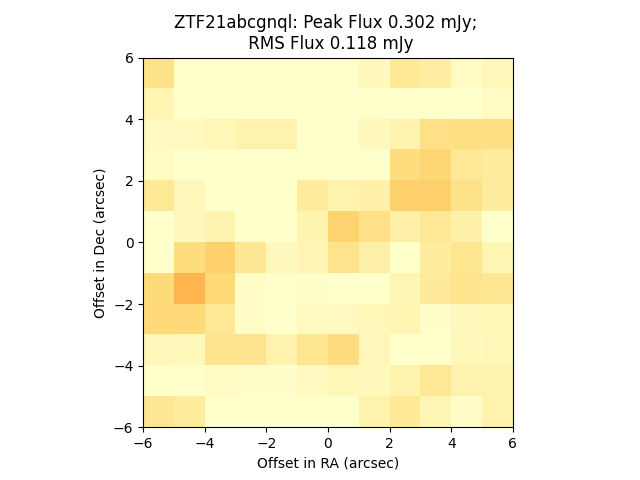 ZTF21abcgnql: Peak Flux 0.302 mJy;
RMS Flux 0.118 mJy
6
4
2
0
−2
−4
−6
Offset in Dec (arcsec)
−6 −4 −2 0 2 4 6
Offset in RA (arcsec)